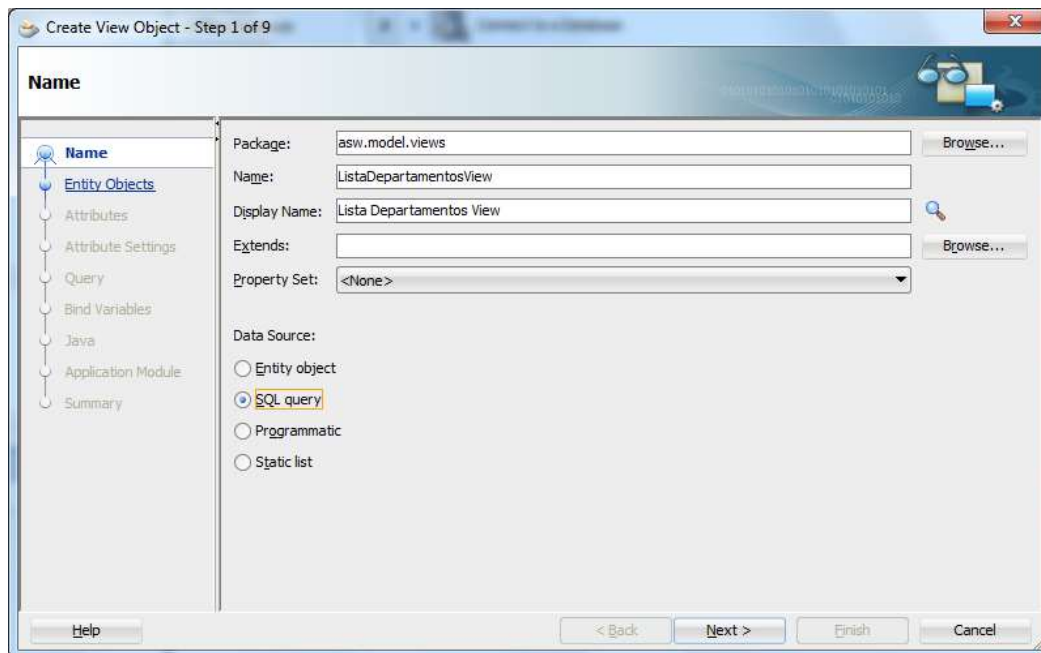 Create View Object - Step 1 of 9
Name
Name
Entity Objects
Attributes
Attribute Settings
Query
Bind Variables
Java
Application Module
Summary
Package: asw.model.views Browse...
Name: ListaDepartamentosView
Display Name: Lista Departamentos View
Extends: Browse...
Property Set: <None>
Data Source:
Entity object
SQL query
Programmatic
Static list
Help < Back Next > Finish Cancel